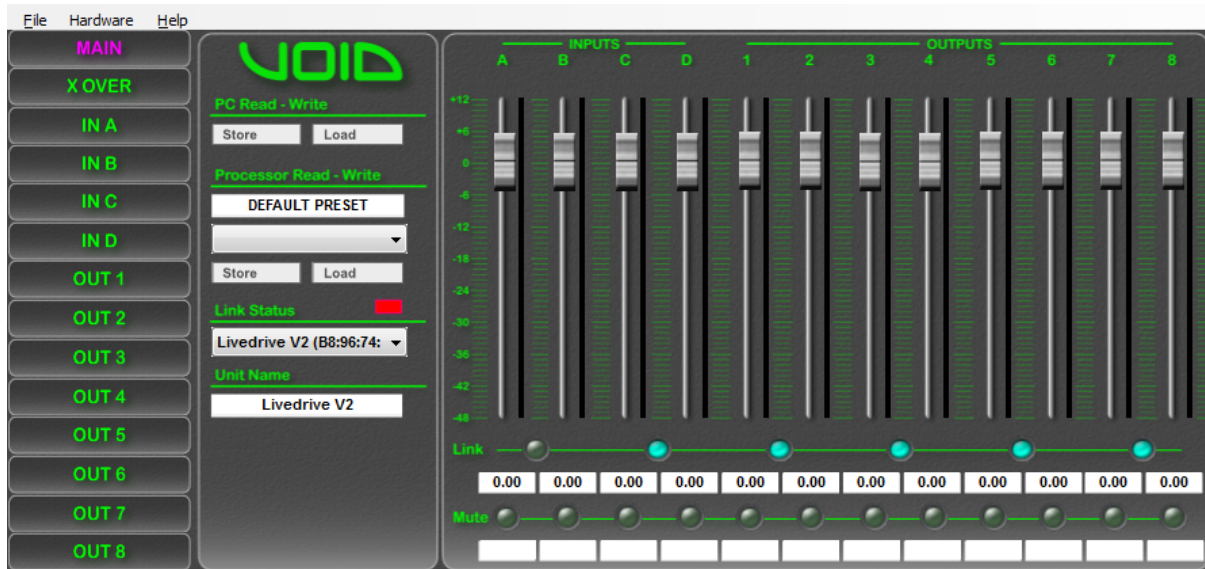 File Hardware Help
MAIN
X OVER
IN A
IN B
IN C
IN D
OUT 1
OUT 2
OUT 3
OUT 4
OUT 5
OUT 6
OUT 7
OUT 8
VOID
PC Read - Write
Store Load
Processor Read - Write
DEFAULT PRESET
Store Load
Link Status
Livedrive V2 (B8:96:74:
Unit Name
Livedrive V2
INPUTS OUTPUTS
A B C D 1 2 3 4 5 6 7 8
+12
+6
0
-6
-12
-18
-24
-30
-36
-42
-48
Link
0.00 0.00 0.00 0.00 0.00 0.00 0.00 0.00 0.00 0.00 0.00 0.00
Mute